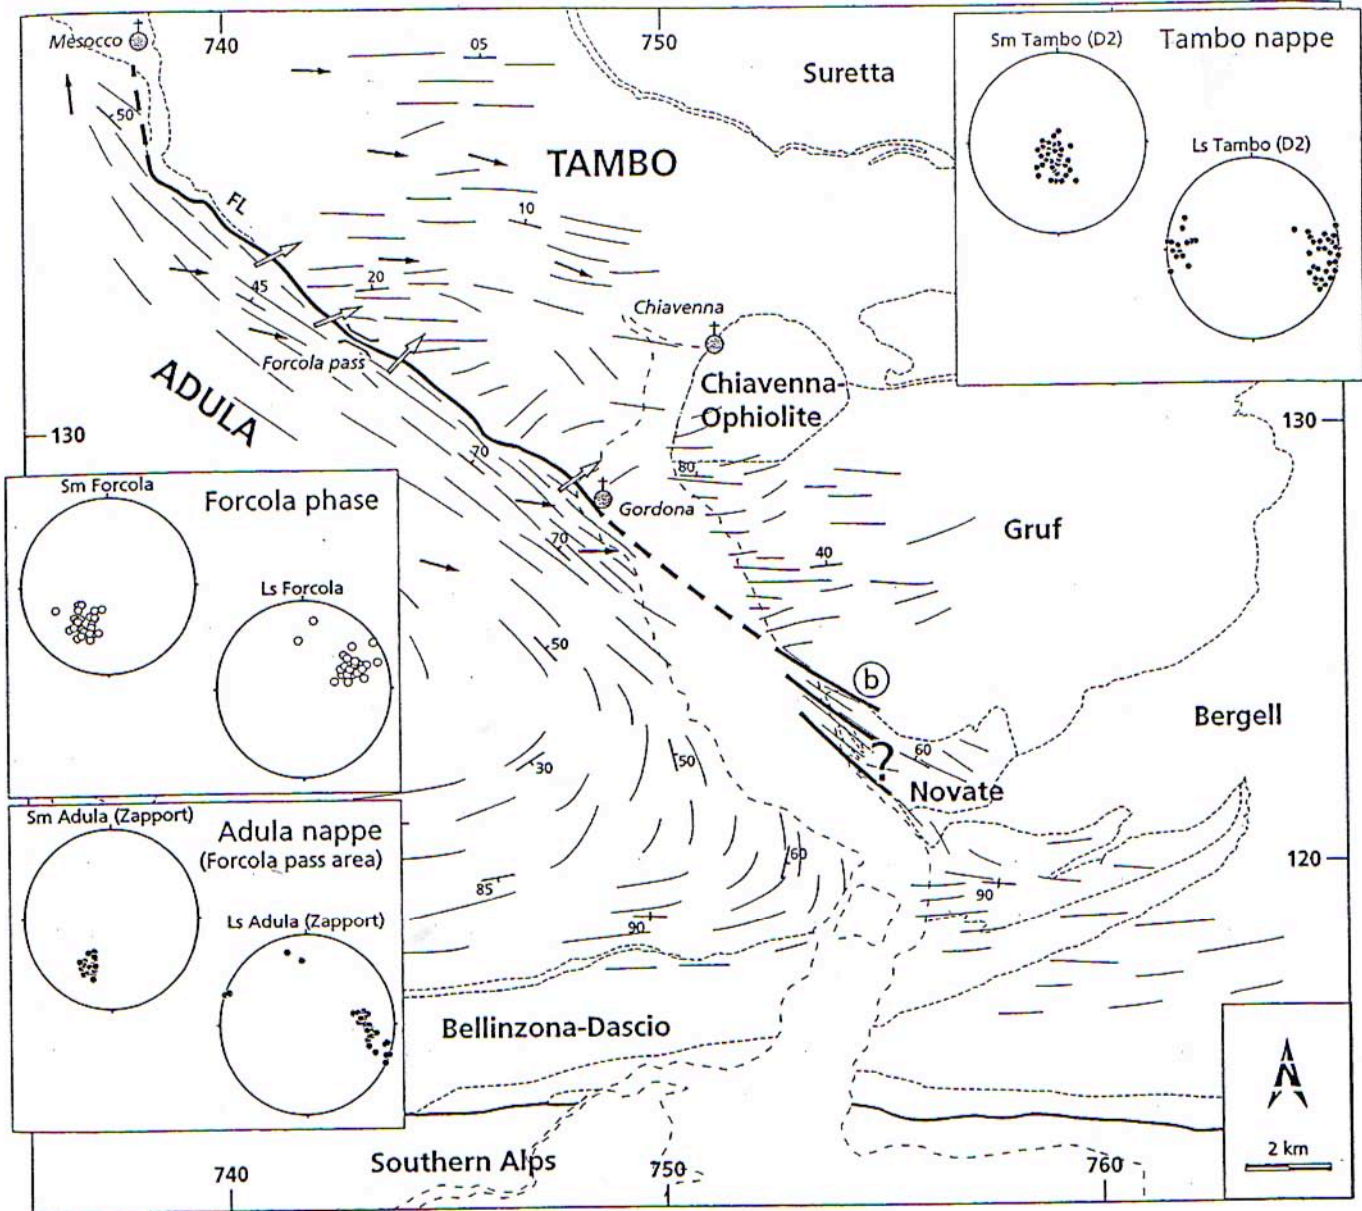 740
750
Mesocco
05
Suretta
Sm Tambo (D2)
Tambo nappe
Ls Tambo (D2)
50
TAMBO
FL
10
20
45
Chiavenna
Forcola pass
ADULA
Chiavenna-
Ophiolite
130
130
70
80
Gordona
Sm Forcola
Forcola phase
Ls Forcola
70
40
Gruf
50
b
Bergell
30
50
?
60
Novate
Sm Adula (Zapport)
Adula nappe
(Forcola pass area)
Ls Adula (Zapport)
60
120
85
90
90
Bellinzona-Dascio
N
2 km
Southern Alps
740
750
760